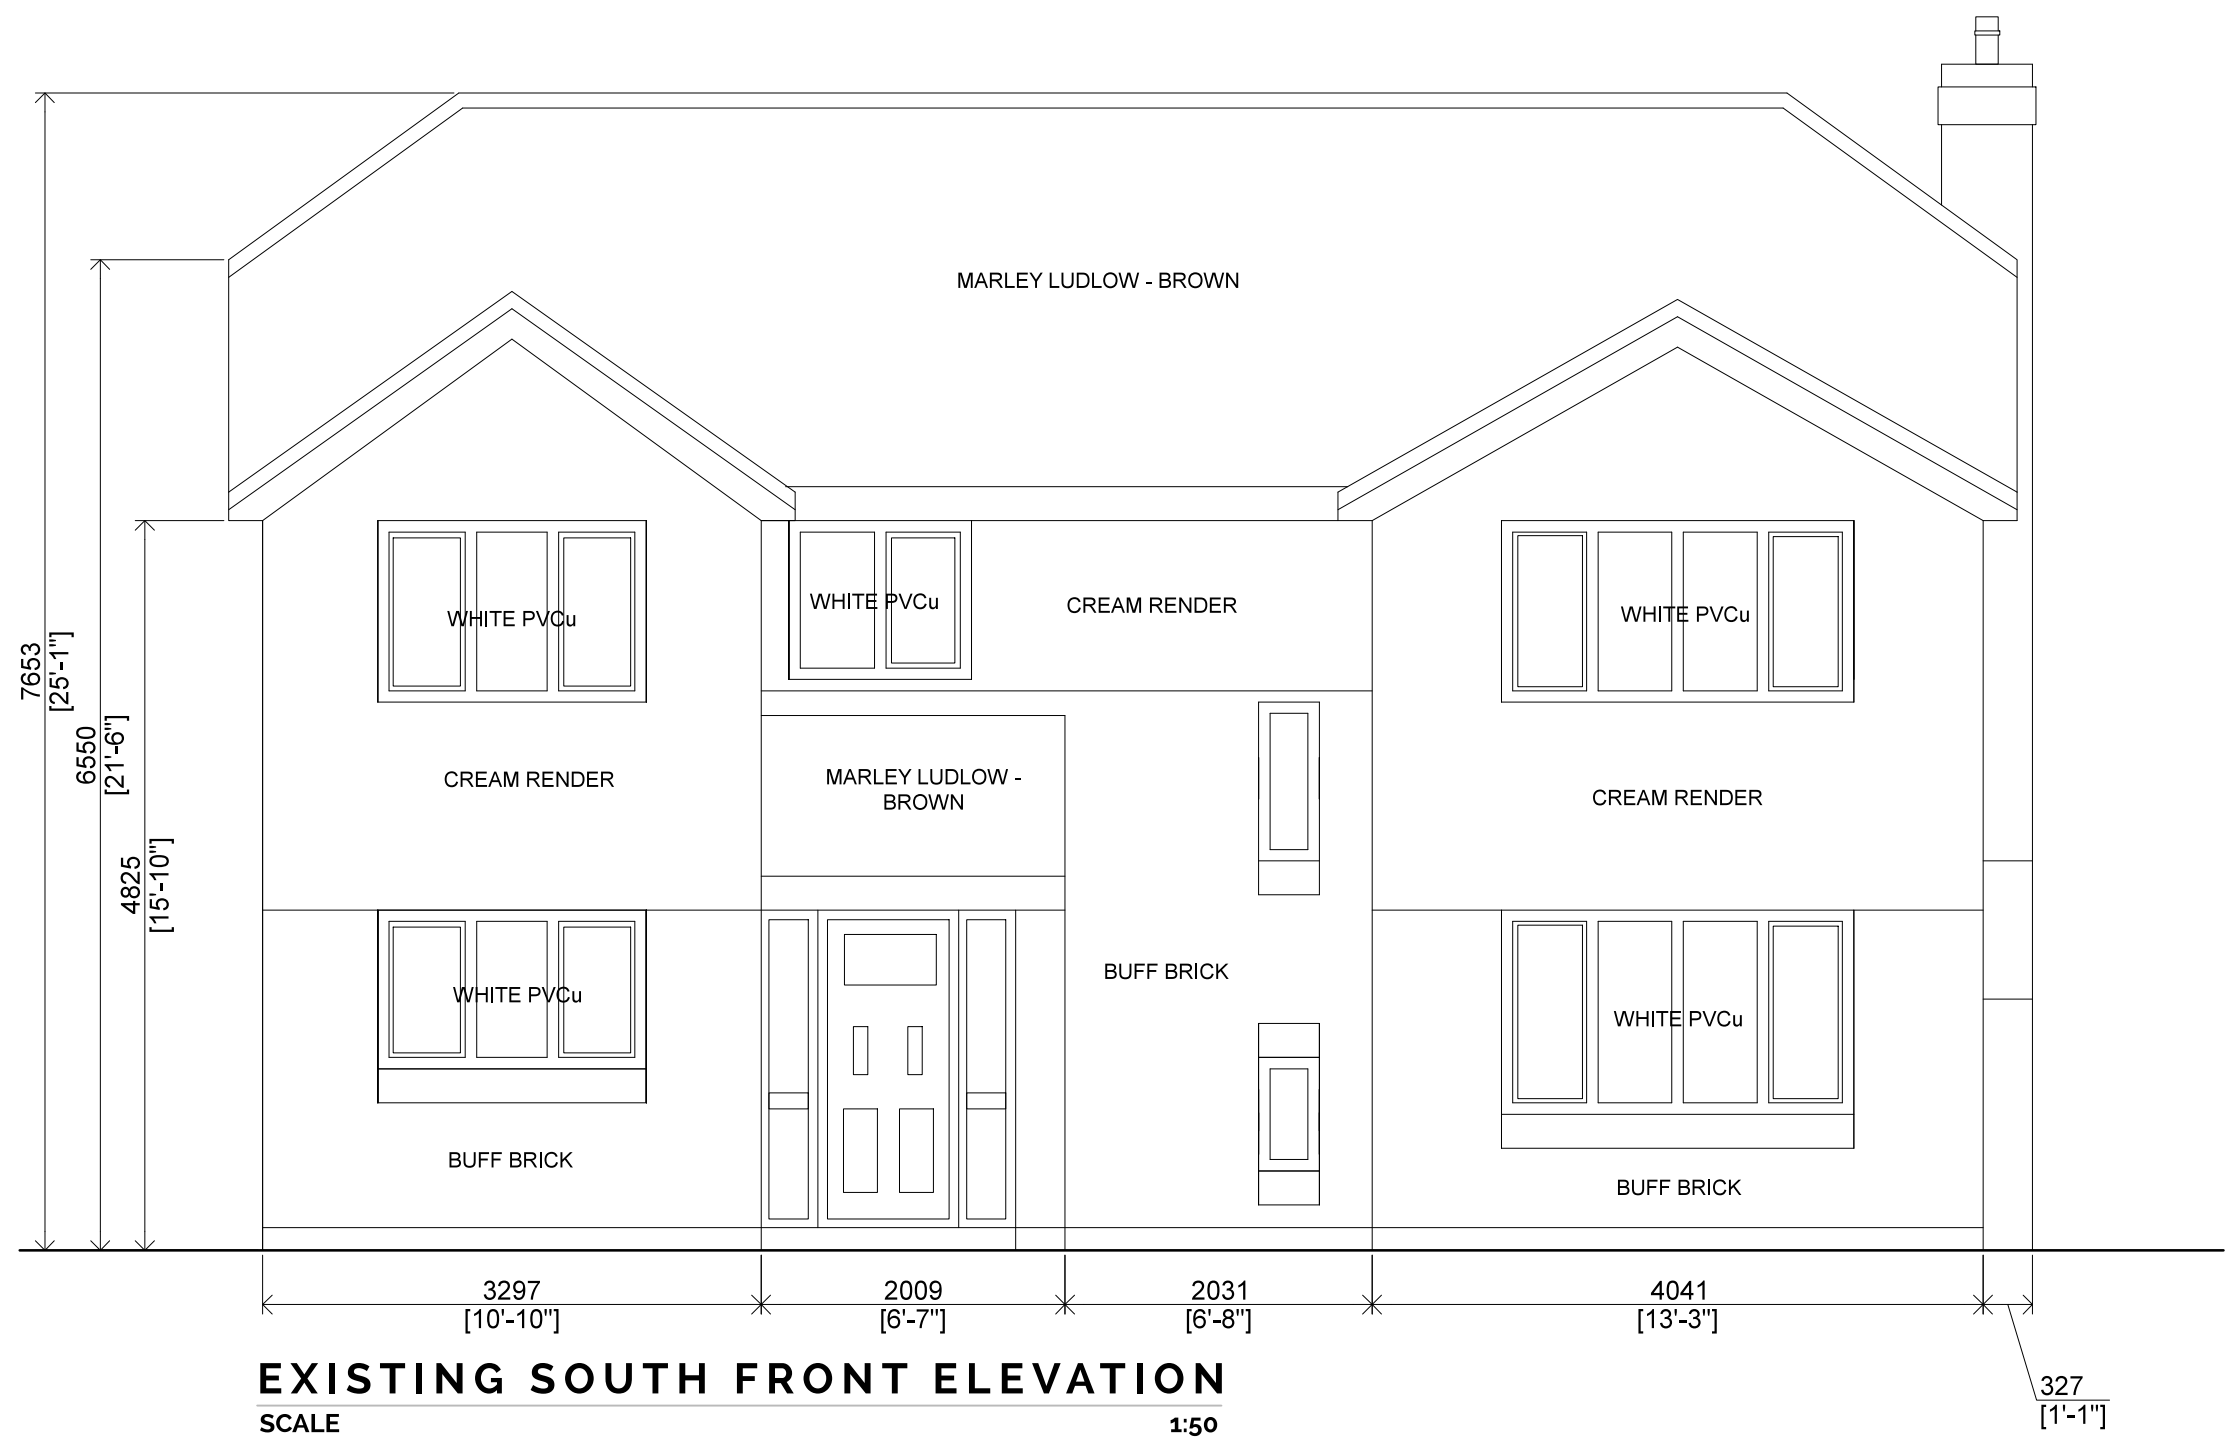 MARLEY LUDLOW - BROWN
WHITE PVCu
WHITE PVCu
CREAM RENDER
WHITE PVCu
7653
[25'-1"]
6550
[21'-6"]
4825
[15'-10"]
CREAM RENDER
MARLEY LUDLOW -
BROWN
CREAM RENDER
WHITE PVCu
BUFF BRICK
WHITE PVCu
BUFF BRICK
BUFF BRICK
3297
[10'-10"]
2009
[6'-7"]
2031
[6'-8"]
4041
[13'-3"]
327
[1'-1"]
EXISTING SOUTH FRONT ELEVATION
SCALE 1:50